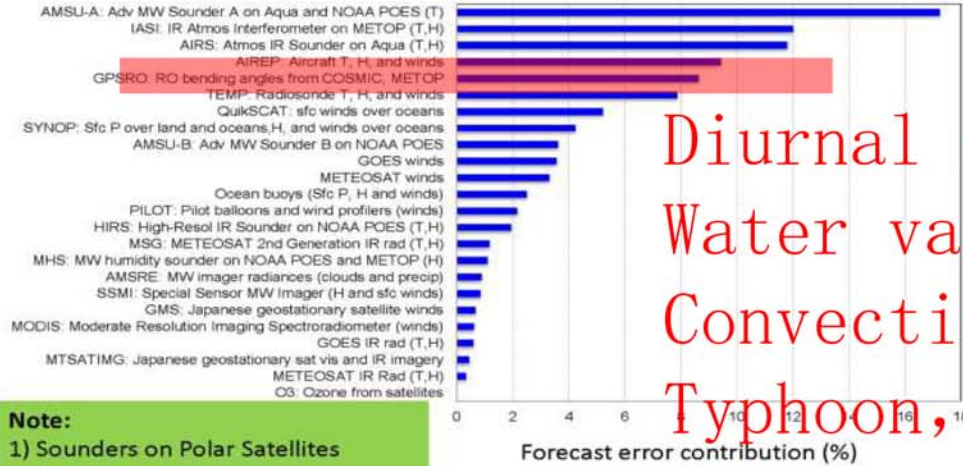 AMSU-A: Adv MW Sounder A on Aqua and NOAA POES (T)
IASI: IR Atmos Interferometer on METOP (T,H)
AIRS: Atmos IR Sounder on Aqua (T,H)
AIREP: Aircraft T, H, and winds
GPSRO: RO bending angles from COSMIC, METOP
TEMP: Radiosonde T, H, and winds
QuikSCAT: sfc winds over oceans
SYNOP: Sfc P over land and oceans,H, and winds over oceans
AMSU-B: Adv MW Sounder B on NOAA POES
GOES winds
METEOSAT winds
Ocean buoys (Sfc P, H and winds)
PILOT: Pilot balloons and wind profilers (winds)
HIRS: High-Resol IR Sounder on NOAA POES (T,H)
MSG: METEOSAT 2nd Generation IR rad (T,H)
MHS: MW humidity sounder on NOAA POES and METOP (H)
AMSRE: MW imager radiances (clouds and precip)
SSMI: Special Sensor MW Imager (H and sfc winds)
GMS: Japanese geostationary satellite winds
MODIS: Moderate Resolution Imaging Spectroradiometer (winds)
GOES IR rad (T,H)
MTSATIMG: Japanese geostationary sat vis and IR imagery
METEOSAT IR Rad (T,H)
O3: Ozone from satellites
0 2 4 6 8 10 12 14 16 18
Forecast error contribution (%)
Diurnal
Water va
Convecti
Typhoon,
Note:
1) Sounders on Polar Satellites